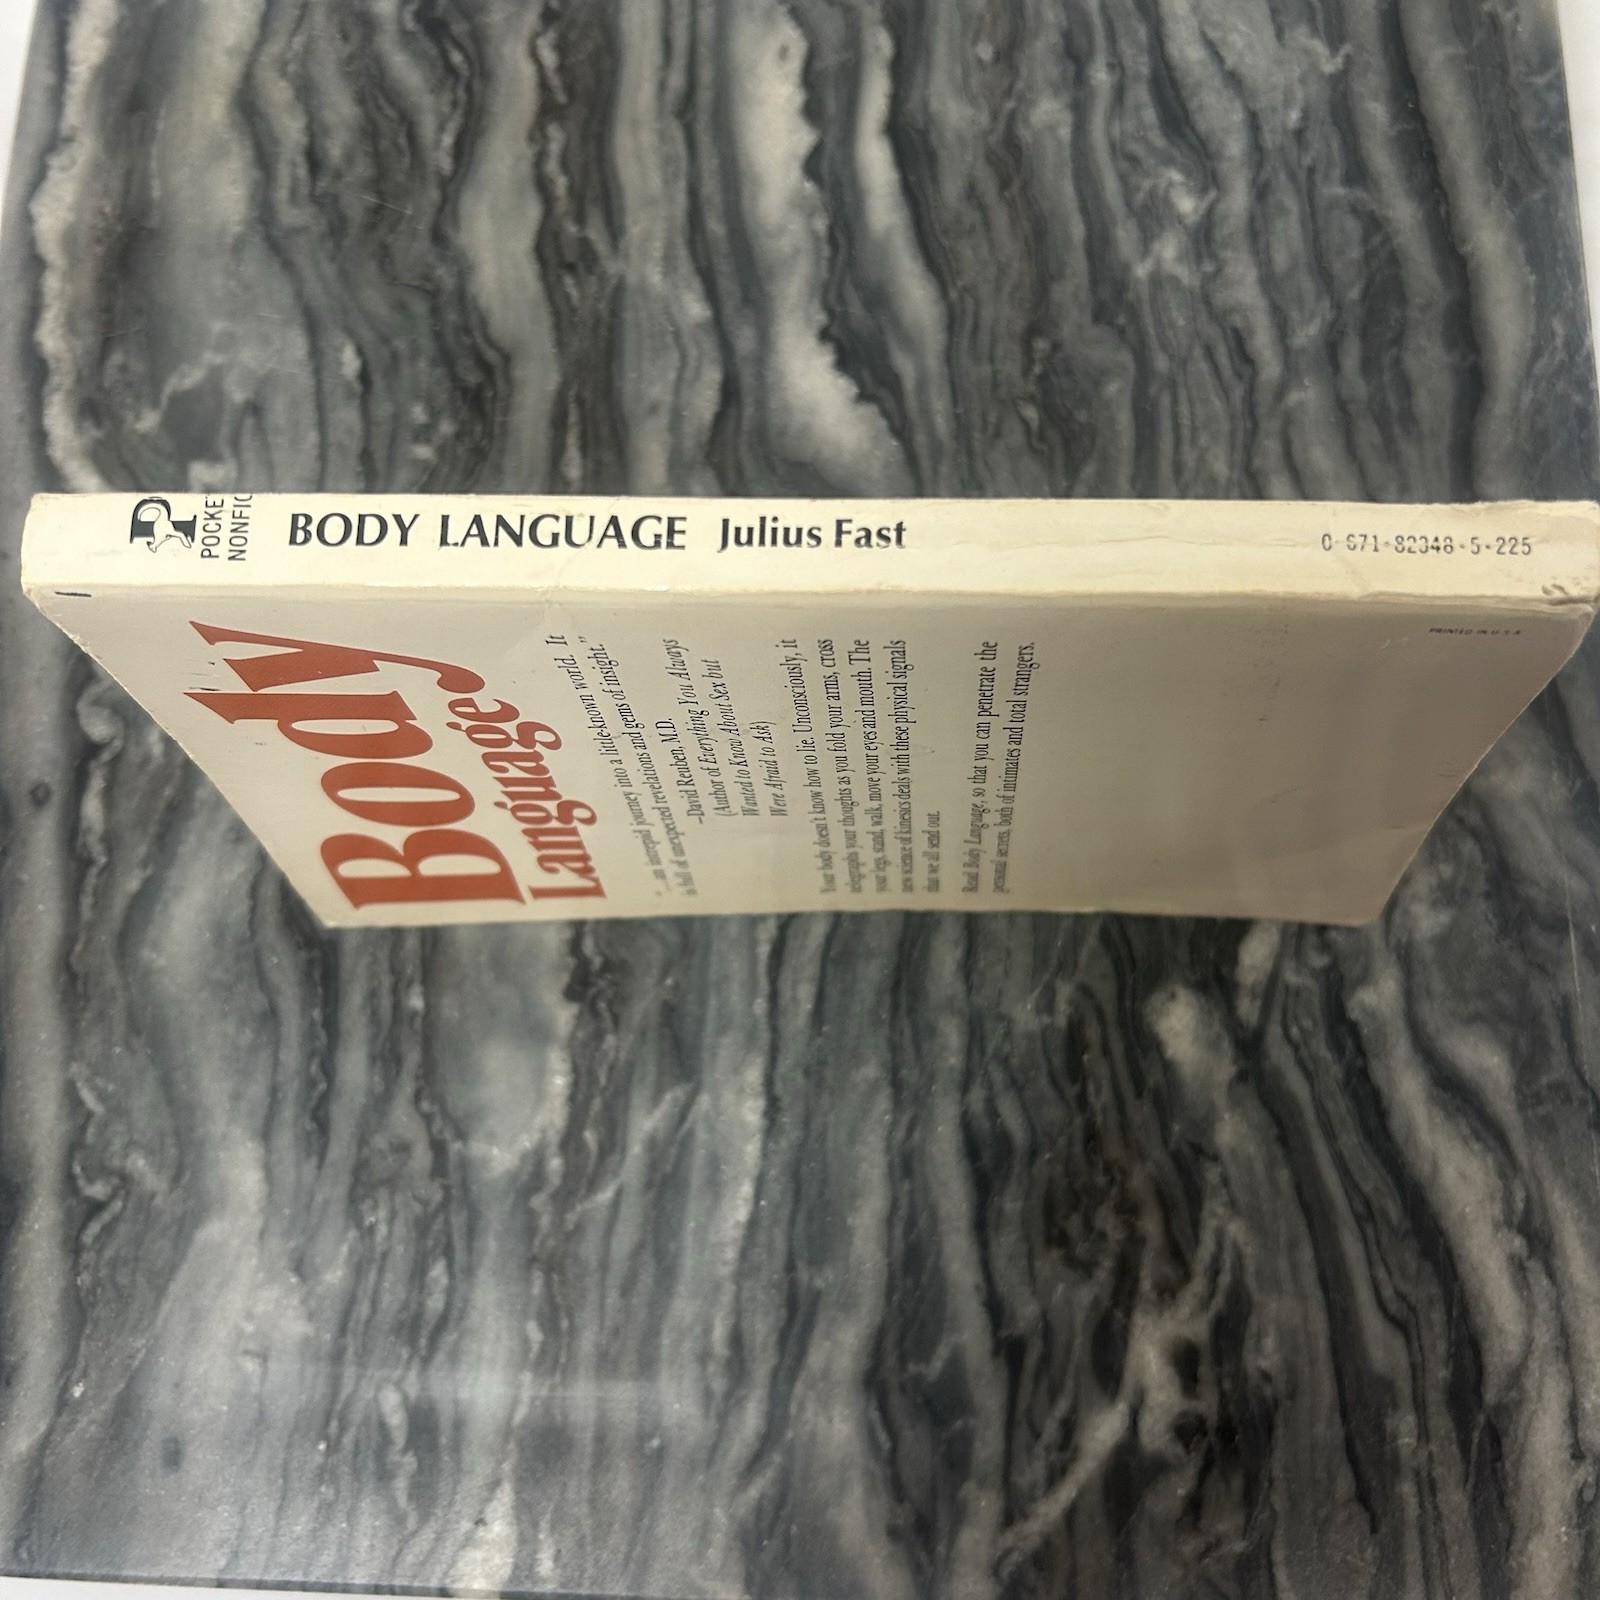 P
POCKE
NONFIC
BODY LANGUAGE Julius Fast
0-671-82348-5-225
PRINTED IN U.S.A.
Body
Language
"...an intrepid journey into a little-known world. It
is full of unexpected revelations and gems of insight."
–David Reuben, M.D.
(Author of Everything You Always
Wanted to Know About Sex but
Were Afraid to Ask)
Your body doesn't know how to lie. Unconsciously, it
telegraphs your thoughts as you fold your arms, cross
your legs, stand, walk, move your eyes and mouth. The
new science of kinesics deals with these physical signals
that we all send out.
Read Body Language, so that you can penetrate the
personal secrets, both of intimates and total strangers.